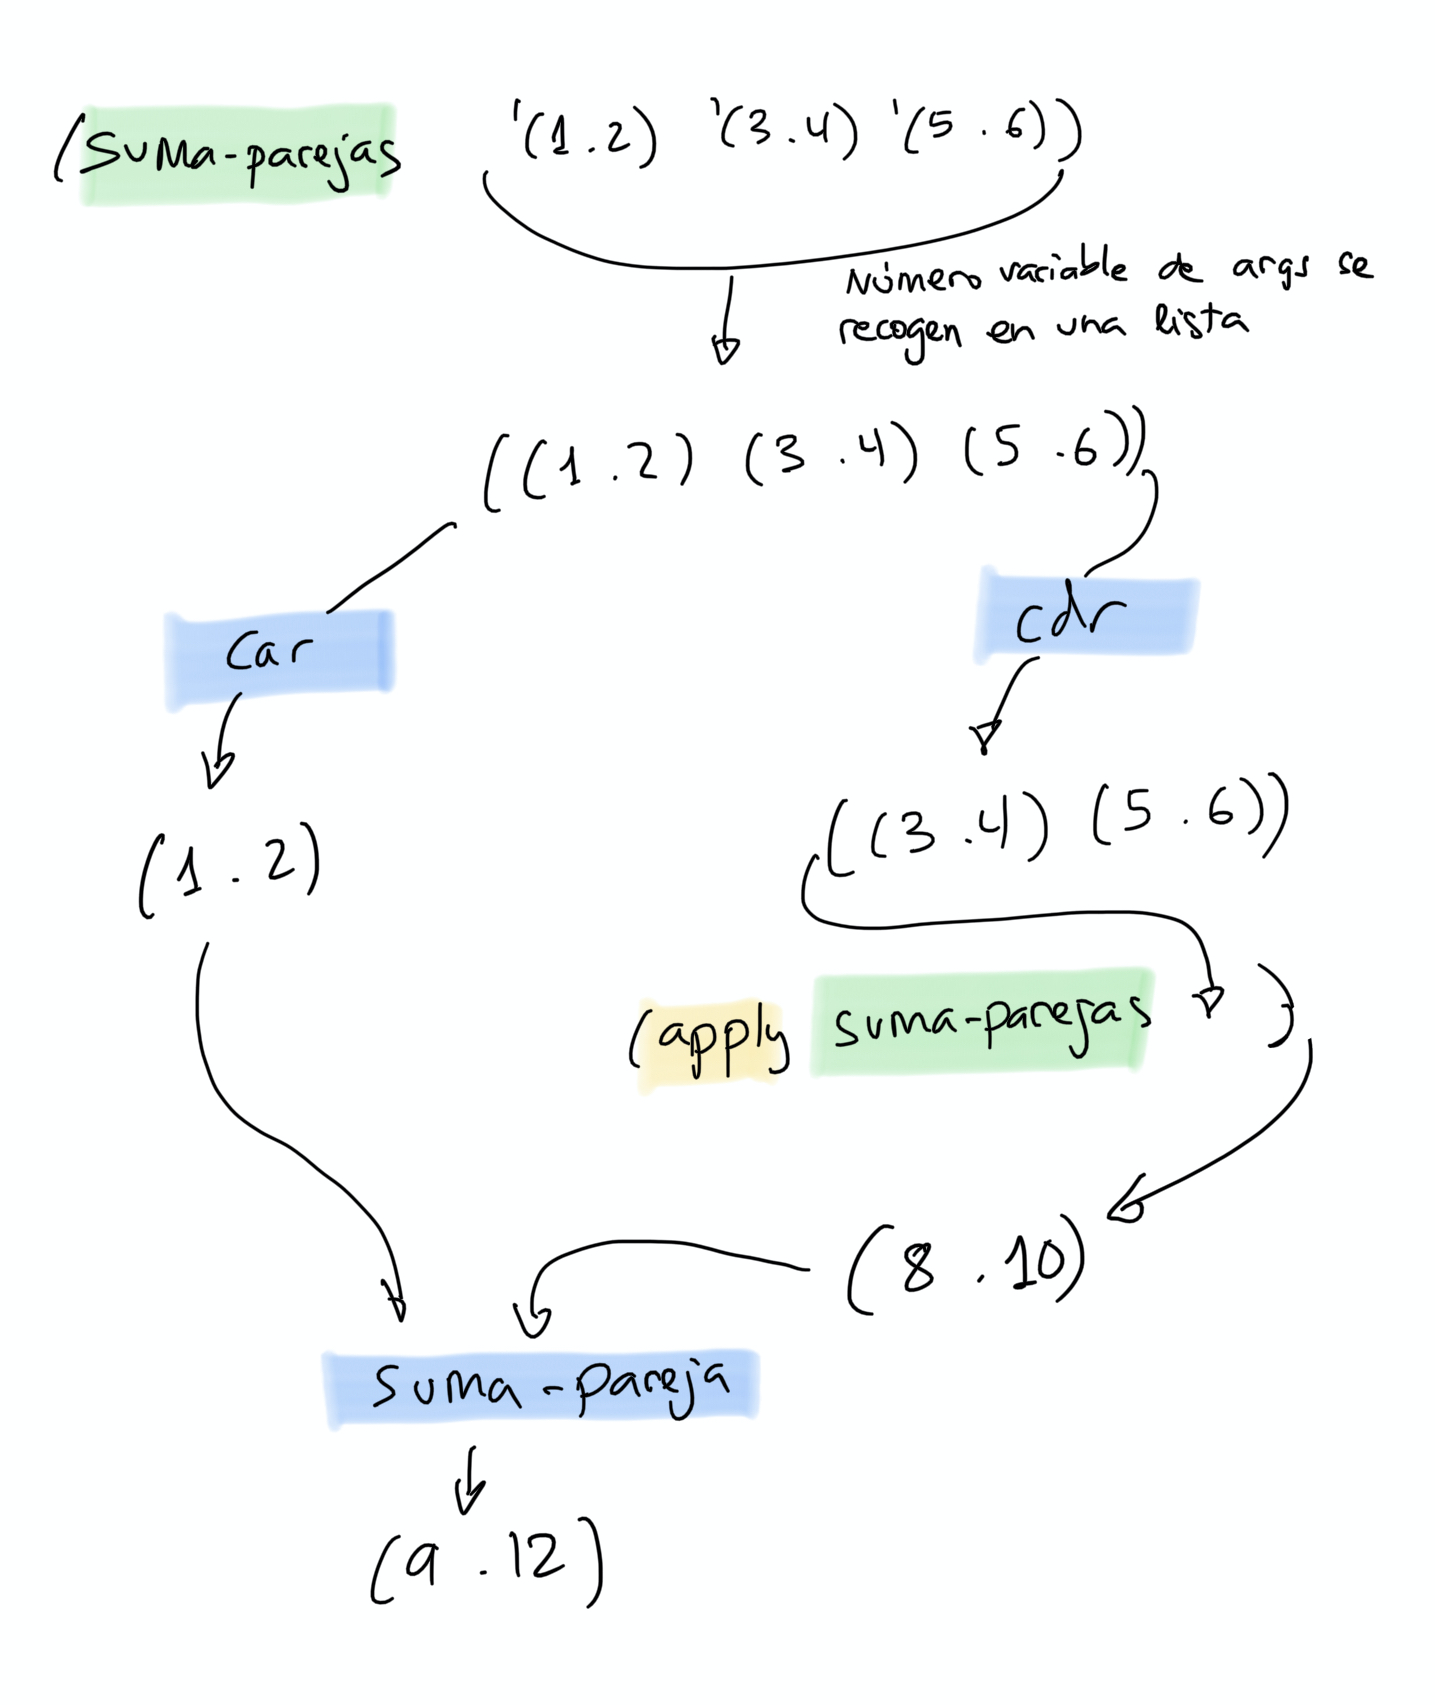 (suma-parejas '(1.2) '(3.4) '(5.6))
Número variable de args se
recogen en una lista
((1.2) (3.4) (5.6))
car
cdr
((3.4) (5.6))
(1.2)
(apply suma-parejas )
(8.10)
suma-pareja
(9.12)